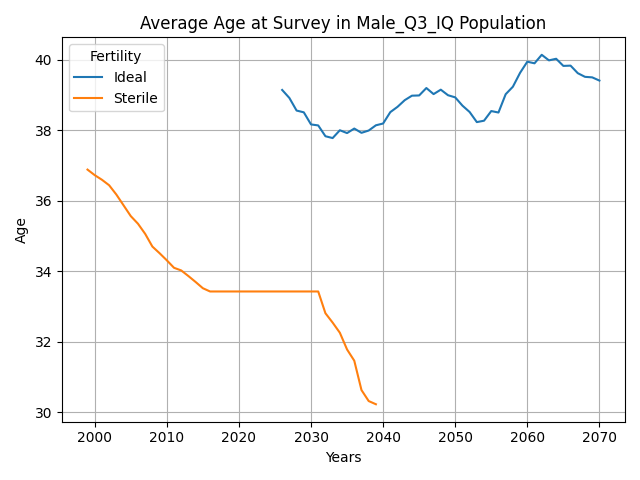 Average Age at Survey in Male_Q3_IQ Population
Fertility
Ideal
Sterile
Age
40
38
36
34
32
30
2000 2010 2020 2030 2040 2050 2060 2070
Years